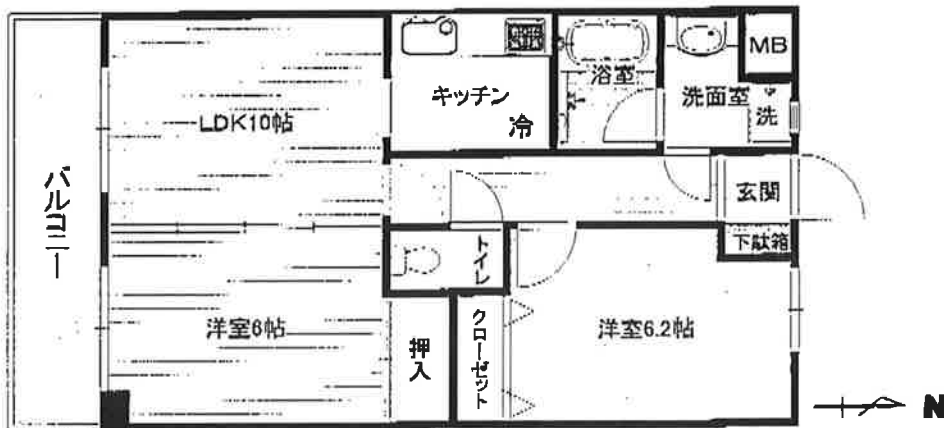 キッチン
冷
浴室
洗面室
MB
洗
LDK10帖
バルコニー
玄関
下駄箱
トイレ
洋室6帖
押入
クローゼット
洋室6.2帖
N